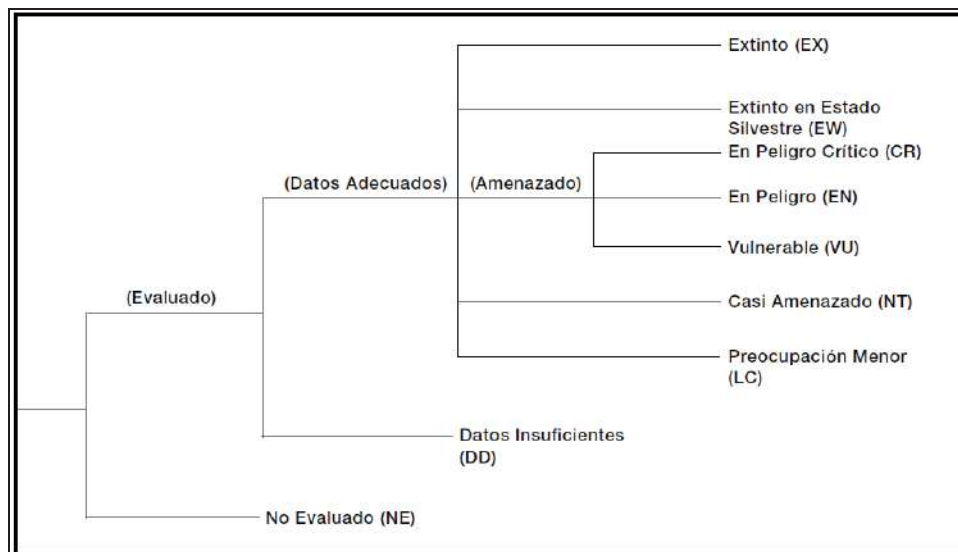 Extinto (EX)
Extinto en Estado
Silvestre (EW)
En Peligro Crítico (CR)
(Datos Adecuados)
(Amenazado)
En Peligro (EN)
Vulnerable (VU)
(Evaluado)
Casi Amenazado (NT)
Preocupación Menor
(LC)
Datos Insuficientes
(DD)
No Evaluado (NE)